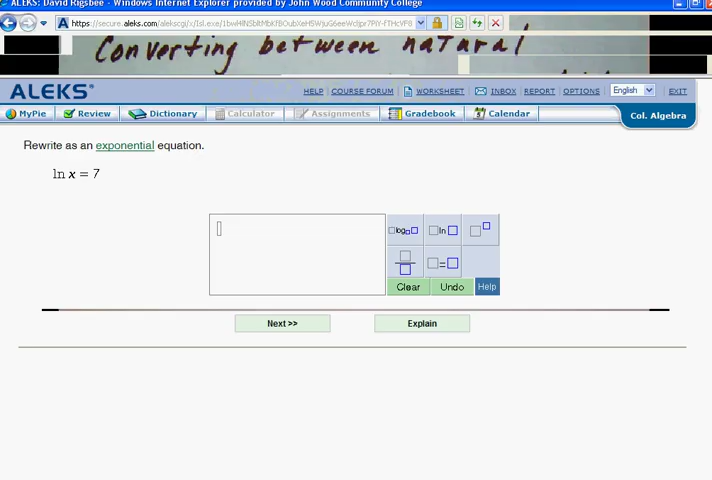 ALEKS: David Rigsbee - Windows Internet Explorer provided by John Wood Community College
Converting between natural
ALEKS®
HELP COURSE FORUM WORKSHEET INBOX REPORT OPTIONS English EXIT
MyPie Review Dictionary Calculator Assignments Gradebook Calendar Col. Algebra
Rewrite as an exponential equation.
ln x = 7
log ln
=
Clear Undo Help
Next >> Explain